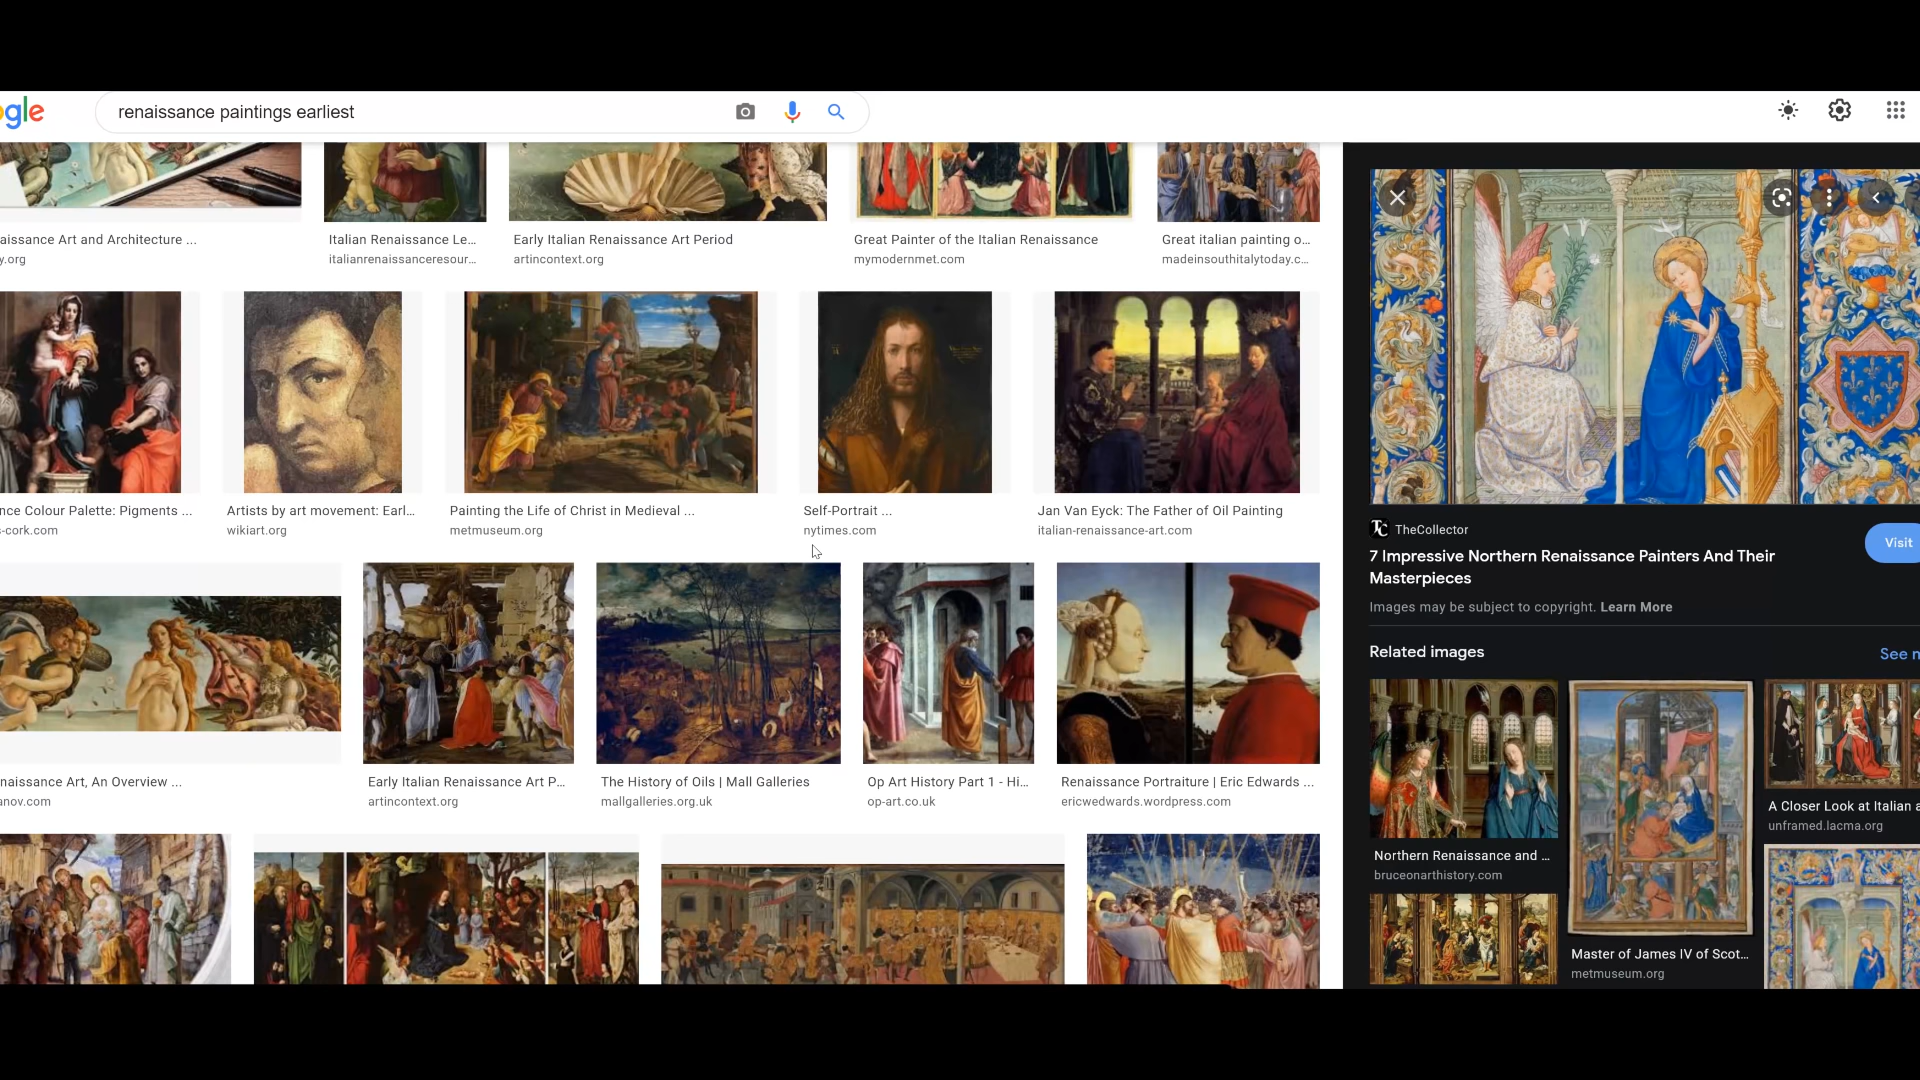 ogle
renaissance paintings earliest
aissance Art and Architecture ...
y.org
Italian Renaissance Le...
italianrenaissanceresour...
Early Italian Renaissance Art Period
artincontext.org
Great Painter of the Italian Renaissance
mymodernmet.com
Great italian painting o...
madeinsouthitalytoday.c...
nce Colour Palette: Pigments ...
s-cork.com
Artists by art movement: Earl...
wikiart.org
Painting the Life of Christ in Medieval ...
metmuseum.org
Self-Portrait ...
nytimes.com
Jan Van Eyck: The Father of Oil Painting
italian-renaissance-art.com
naissance Art, An Overview ...
anov.com
Early Italian Renaissance Art P...
artincontext.org
The History of Oils | Mall Galleries
mallgalleries.org.uk
Op Art History Part 1 - Hi...
op-art.co.uk
Renaissance Portraiture | Eric Edwards ...
ericwedwards.wordpress.com
TC TheCollector
7 Impressive Northern Renaissance Painters And Their
Masterpieces
Visit
Images may be subject to copyright. Learn More
Related images
See m
Northern Renaissance and ...
bruceonarthistory.com
Master of James IV of Scot...
metmuseum.org
A Closer Look at Italian a
unframed.lacma.org